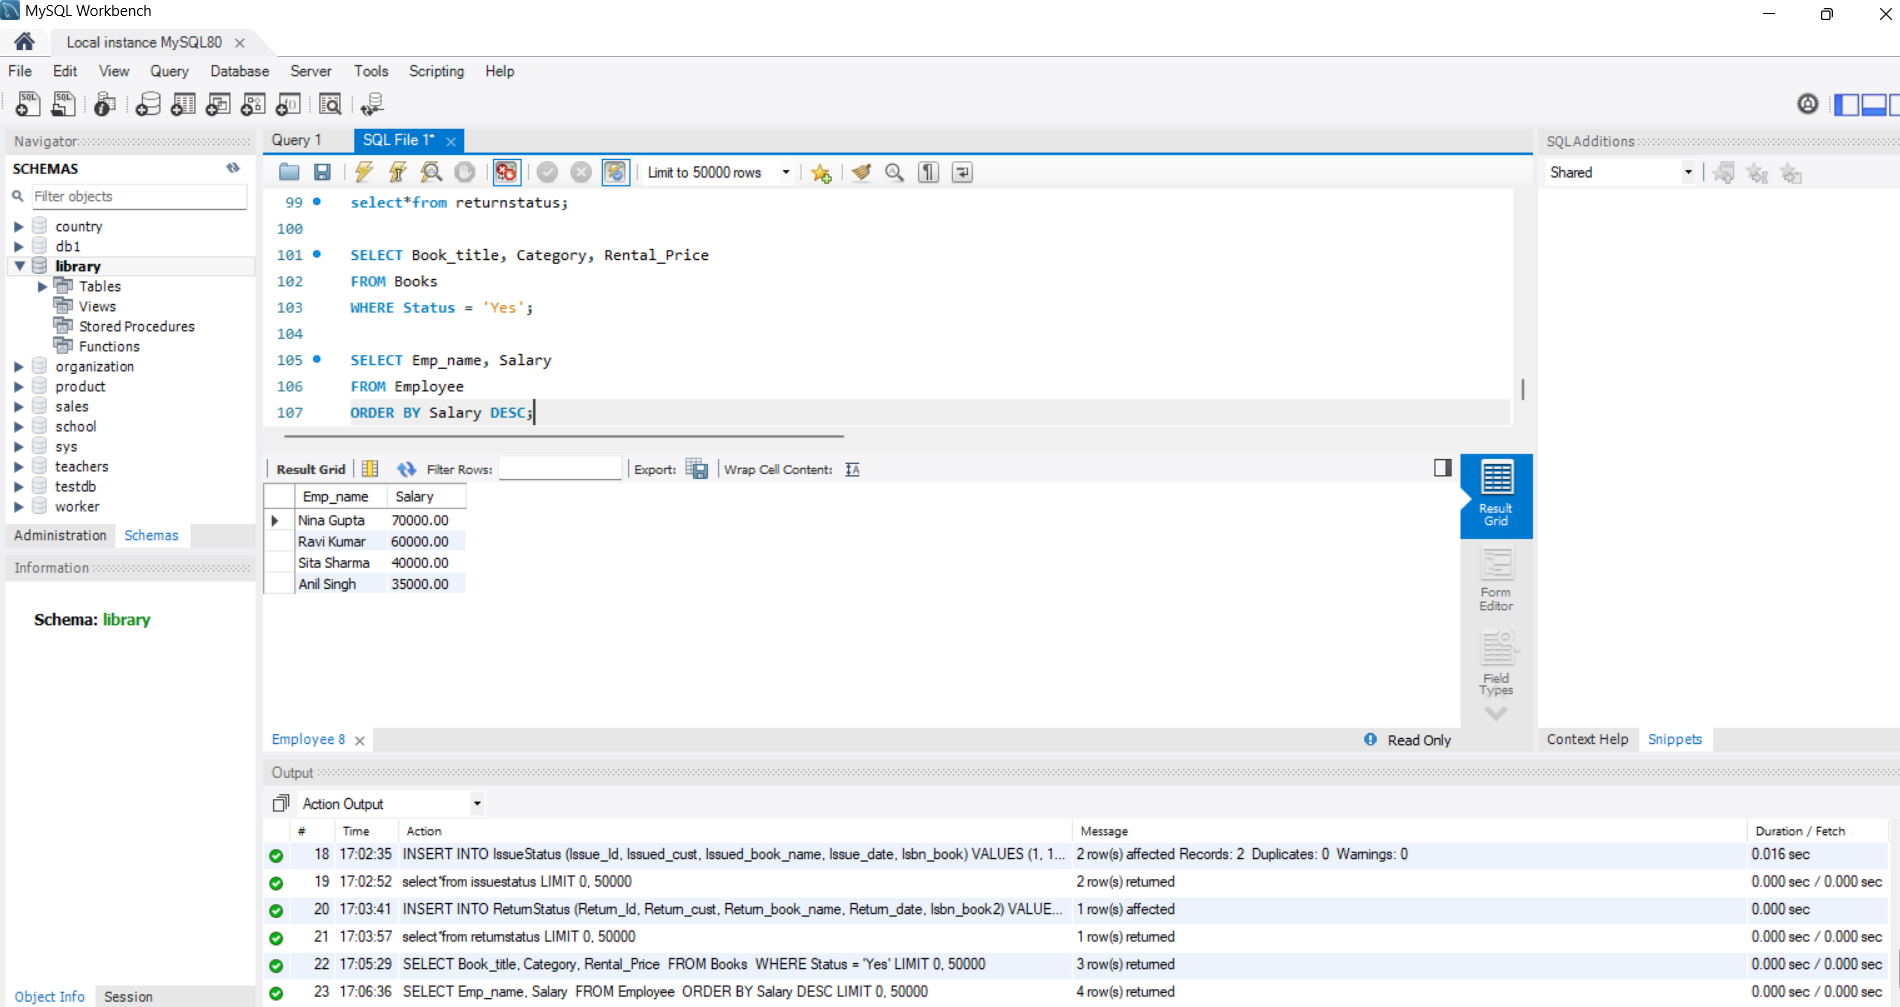 MySQL Workbench
Local instance MySQL80
File Edit View Query Database Server Tools Scripting Help
Navigator
SCHEMAS
Filter objects
country
db1
library
Tables
Views
Stored Procedures
Functions
organization
product
sales
school
sys
teachers
testdb
worker
Administration Schemas
Information
Schema: library
Object Info Session
Query 1 SQL File 1*
Limit to 50000 rows
99 select*from returnstatus;
100
101 SELECT Book_title, Category, Rental_Price
102 FROM Books
103 WHERE Status = 'Yes';
104
105 SELECT Emp_name, Salary
106 FROM Employee
107 ORDER BY Salary DESC;
Result Grid Filter Rows: Export: Wrap Cell Content:
Emp_name Salary
Nina Gupta 70000.00
Ravi Kumar 60000.00
Sita Sharma 40000.00
Anil Singh 35000.00
Result
Grid
Form
Editor
Field
Types
Employee 8 Read Only
SQLAdditions
Shared
Context Help Snippets
Output
Action Output
# Time Action Message Duration / Fetch
18 17:02:35 INSERT INTO IssueStatus (Issue_Id, Issued_cust, Issued_book_name, Issue_date, Isbn_book) VALUES (1, 1... 2 row(s) affected Records: 2 Duplicates: 0 Warnings: 0 0.016 sec
19 17:02:52 select*from issuestatus LIMIT 0, 50000 2 row(s) returned 0.000 sec / 0.000 sec
20 17:03:41 INSERT INTO ReturnStatus (Return_Id, Return_cust, Return_book_name, Return_date, Isbn_book2) VALUE... 1 row(s) affected 0.000 sec
21 17:03:57 select*from returnstatus LIMIT 0, 50000 1 row(s) returned 0.000 sec / 0.000 sec
22 17:05:29 SELECT Book_title, Category, Rental_Price FROM Books WHERE Status = 'Yes' LIMIT 0, 50000 3 row(s) returned 0.000 sec / 0.000 sec
23 17:06:36 SELECT Emp_name, Salary FROM Employee ORDER BY Salary DESC LIMIT 0, 50000 4 row(s) returned 0.000 sec / 0.000 sec